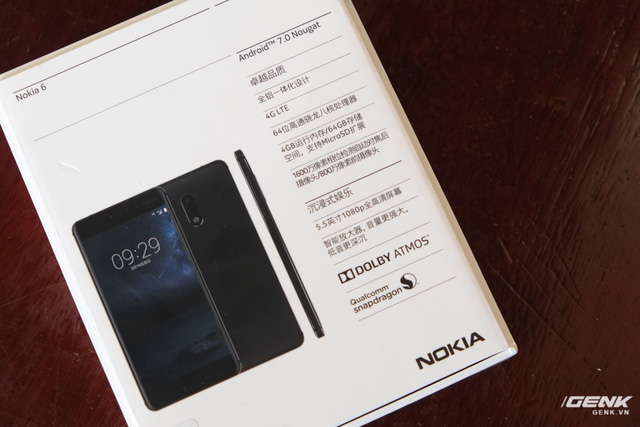 Nokia 6
Android™ 7.0 Nougat
卓越品质
全铝一体化设计
4G LTE
64位高通骁龙八核处理器
4GB运行内存/64GB存储
空间，支持MicroSD扩展
1600万像素相位检测自动对焦后
摄像头/800万像素前摄像头
沉浸式娱乐
5.5英寸1080p全高清屏幕
智能放大器，音量更强大，
低音更深沉
DOLBY ATMOS
Qualcomm
snapdragon
09:29
NOKIA
GENK
GENK.VN